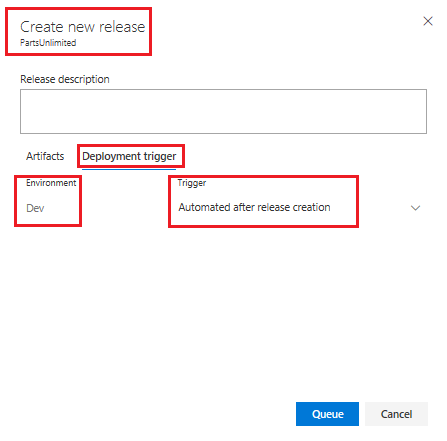 Create new release
PartsUnlimited
Release description
Artifacts Deployment trigger
Environment Trigger
Dev Automated after release creation
Queue Cancel